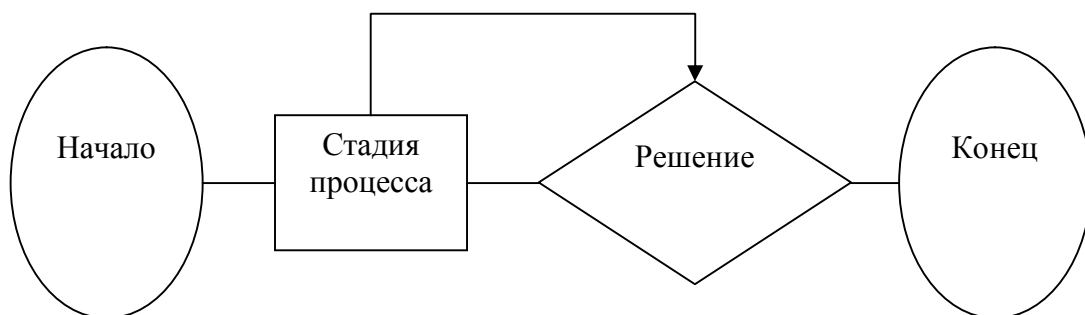 Начало
Стадия
процесса
Решение
Конец